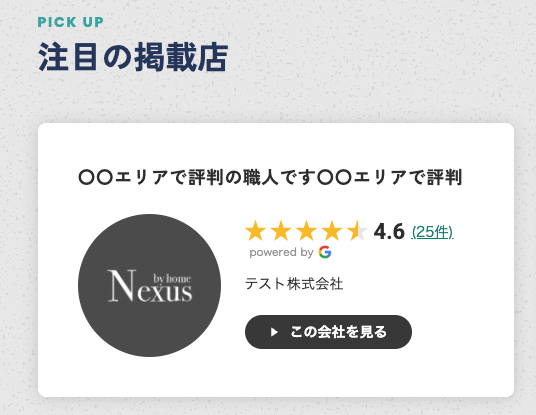 PICK UP
注目の掲載店
〇〇エリアで評判の職人です〇〇エリアで評判
4.6 (25件)
powered by G
by home
Nexus
テスト株式会社
この会社を見る